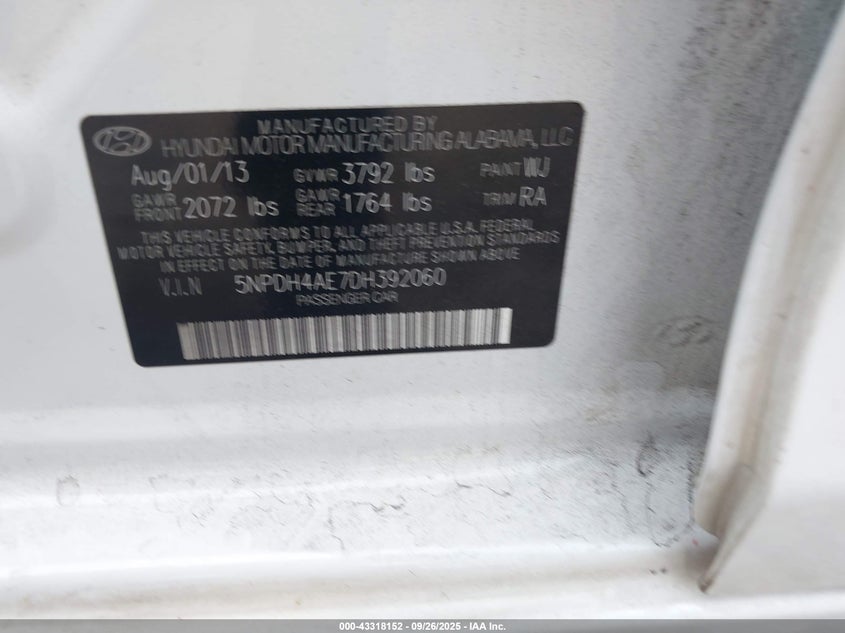 MANUFACTURED BY
HYUNDAI MOTOR MANUFACTURING ALABAMA, LLC
Aug/01/13 GVWR 3792 lbs PAINT WJ
GAWR FRONT 2072 lbs GAWR REAR 1764 lbs TRIM RA
THIS VEHICLE CONFORMS TO ALL APPLICABLE U.S.A. FEDERAL
MOTOR VEHICLE SAFETY, BUMPER, AND THEFT PREVENTION STANDARDS
IN EFFECT ON THE DATE OF MANUFACTURE SHOWN ABOVE
V.I.N 5NPDH4AE7DH392060
PASSENGER CAR
000-43318152 - 09/26/2025 - IAA Inc.